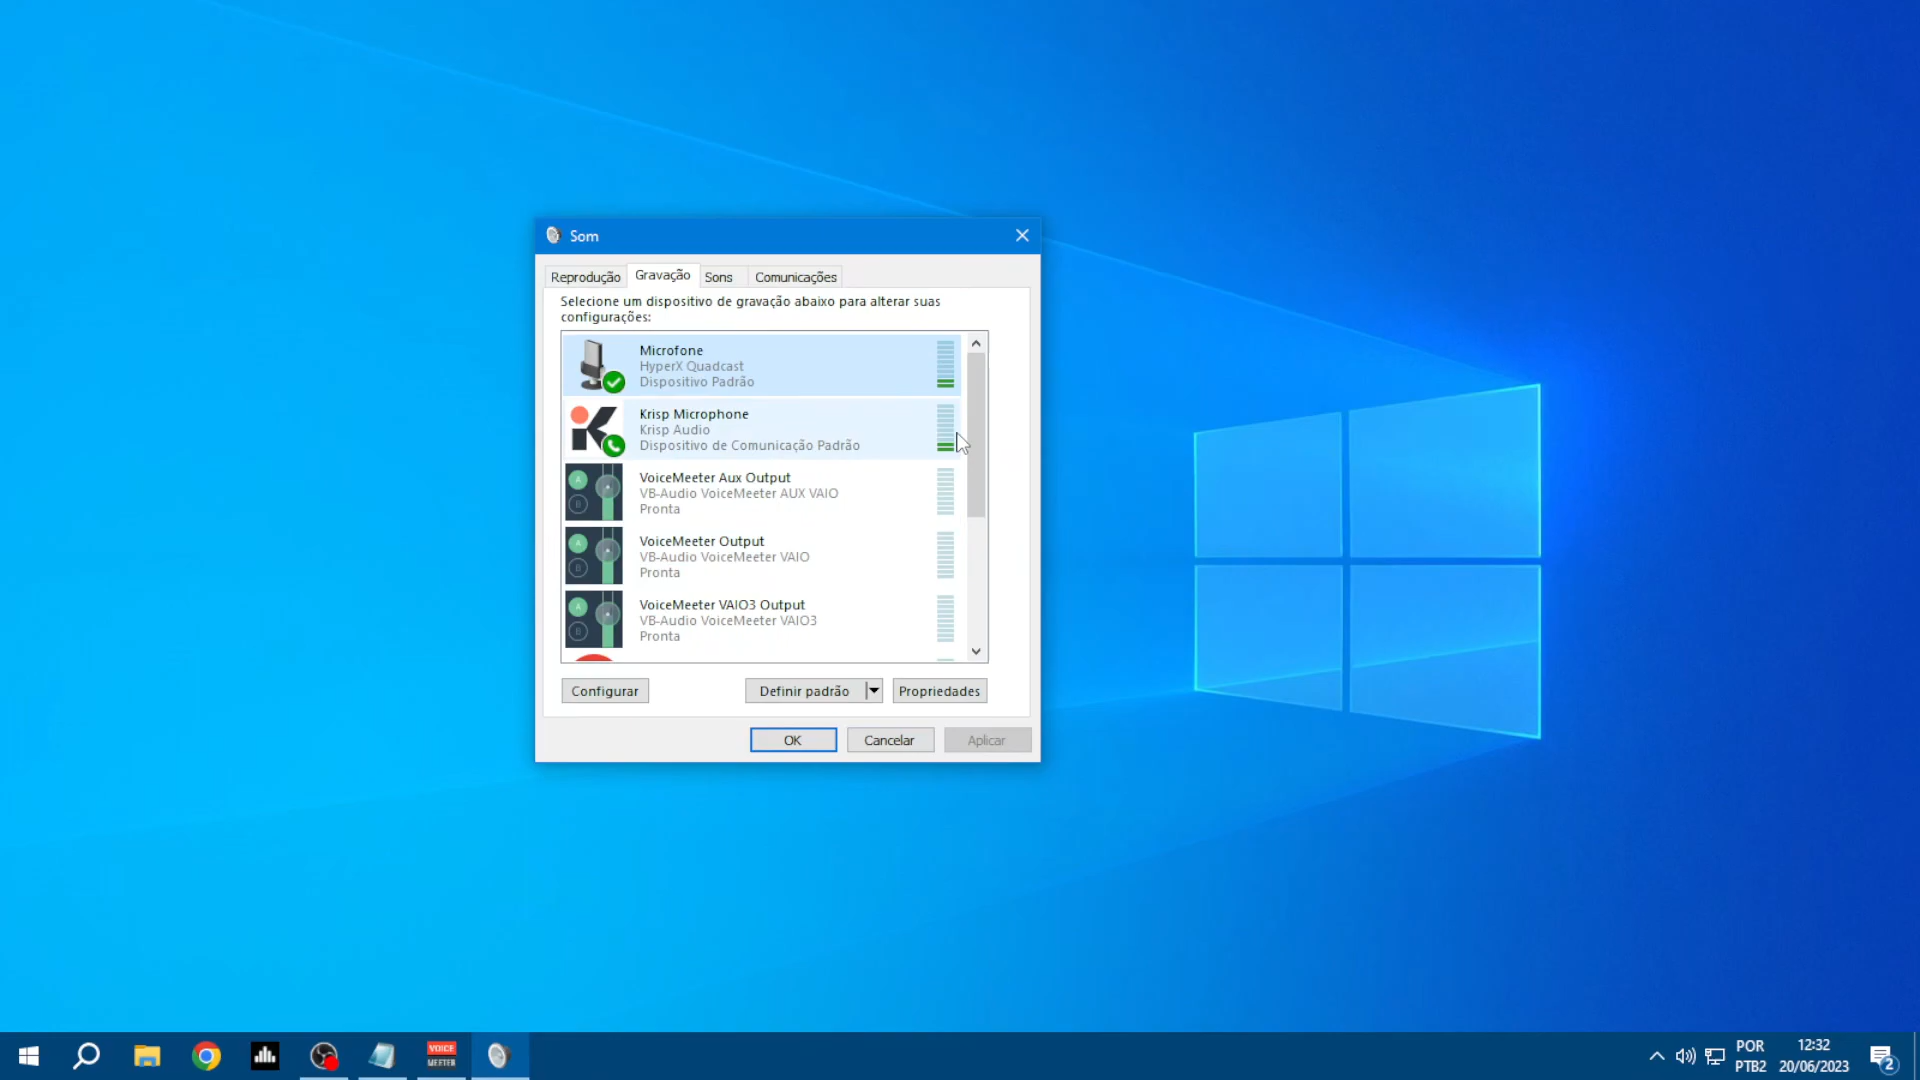 Som
Reprodução Gravação Sons Comunicações
Selecione um dispositivo de gravação abaixo para alterar suas
configurações:
Microfone
HyperX Quadcast
Dispositivo Padrão
Krisp Microphone
Krisp Audio
Dispositivo de Comunicação Padrão
VoiceMeeter Aux Output
VB-Audio VoiceMeeter AUX VAIO
Pronta
VoiceMeeter Output
VB-Audio VoiceMeeter VAIO
Pronta
VoiceMeeter VAIO3 Output
VB-Audio VoiceMeeter VAIO3
Pronta
Configurar Definir padrão Propriedades
OK Cancelar Aplicar
VOICE
MEETER
POR
PTB2
12:32
20/06/2023
2